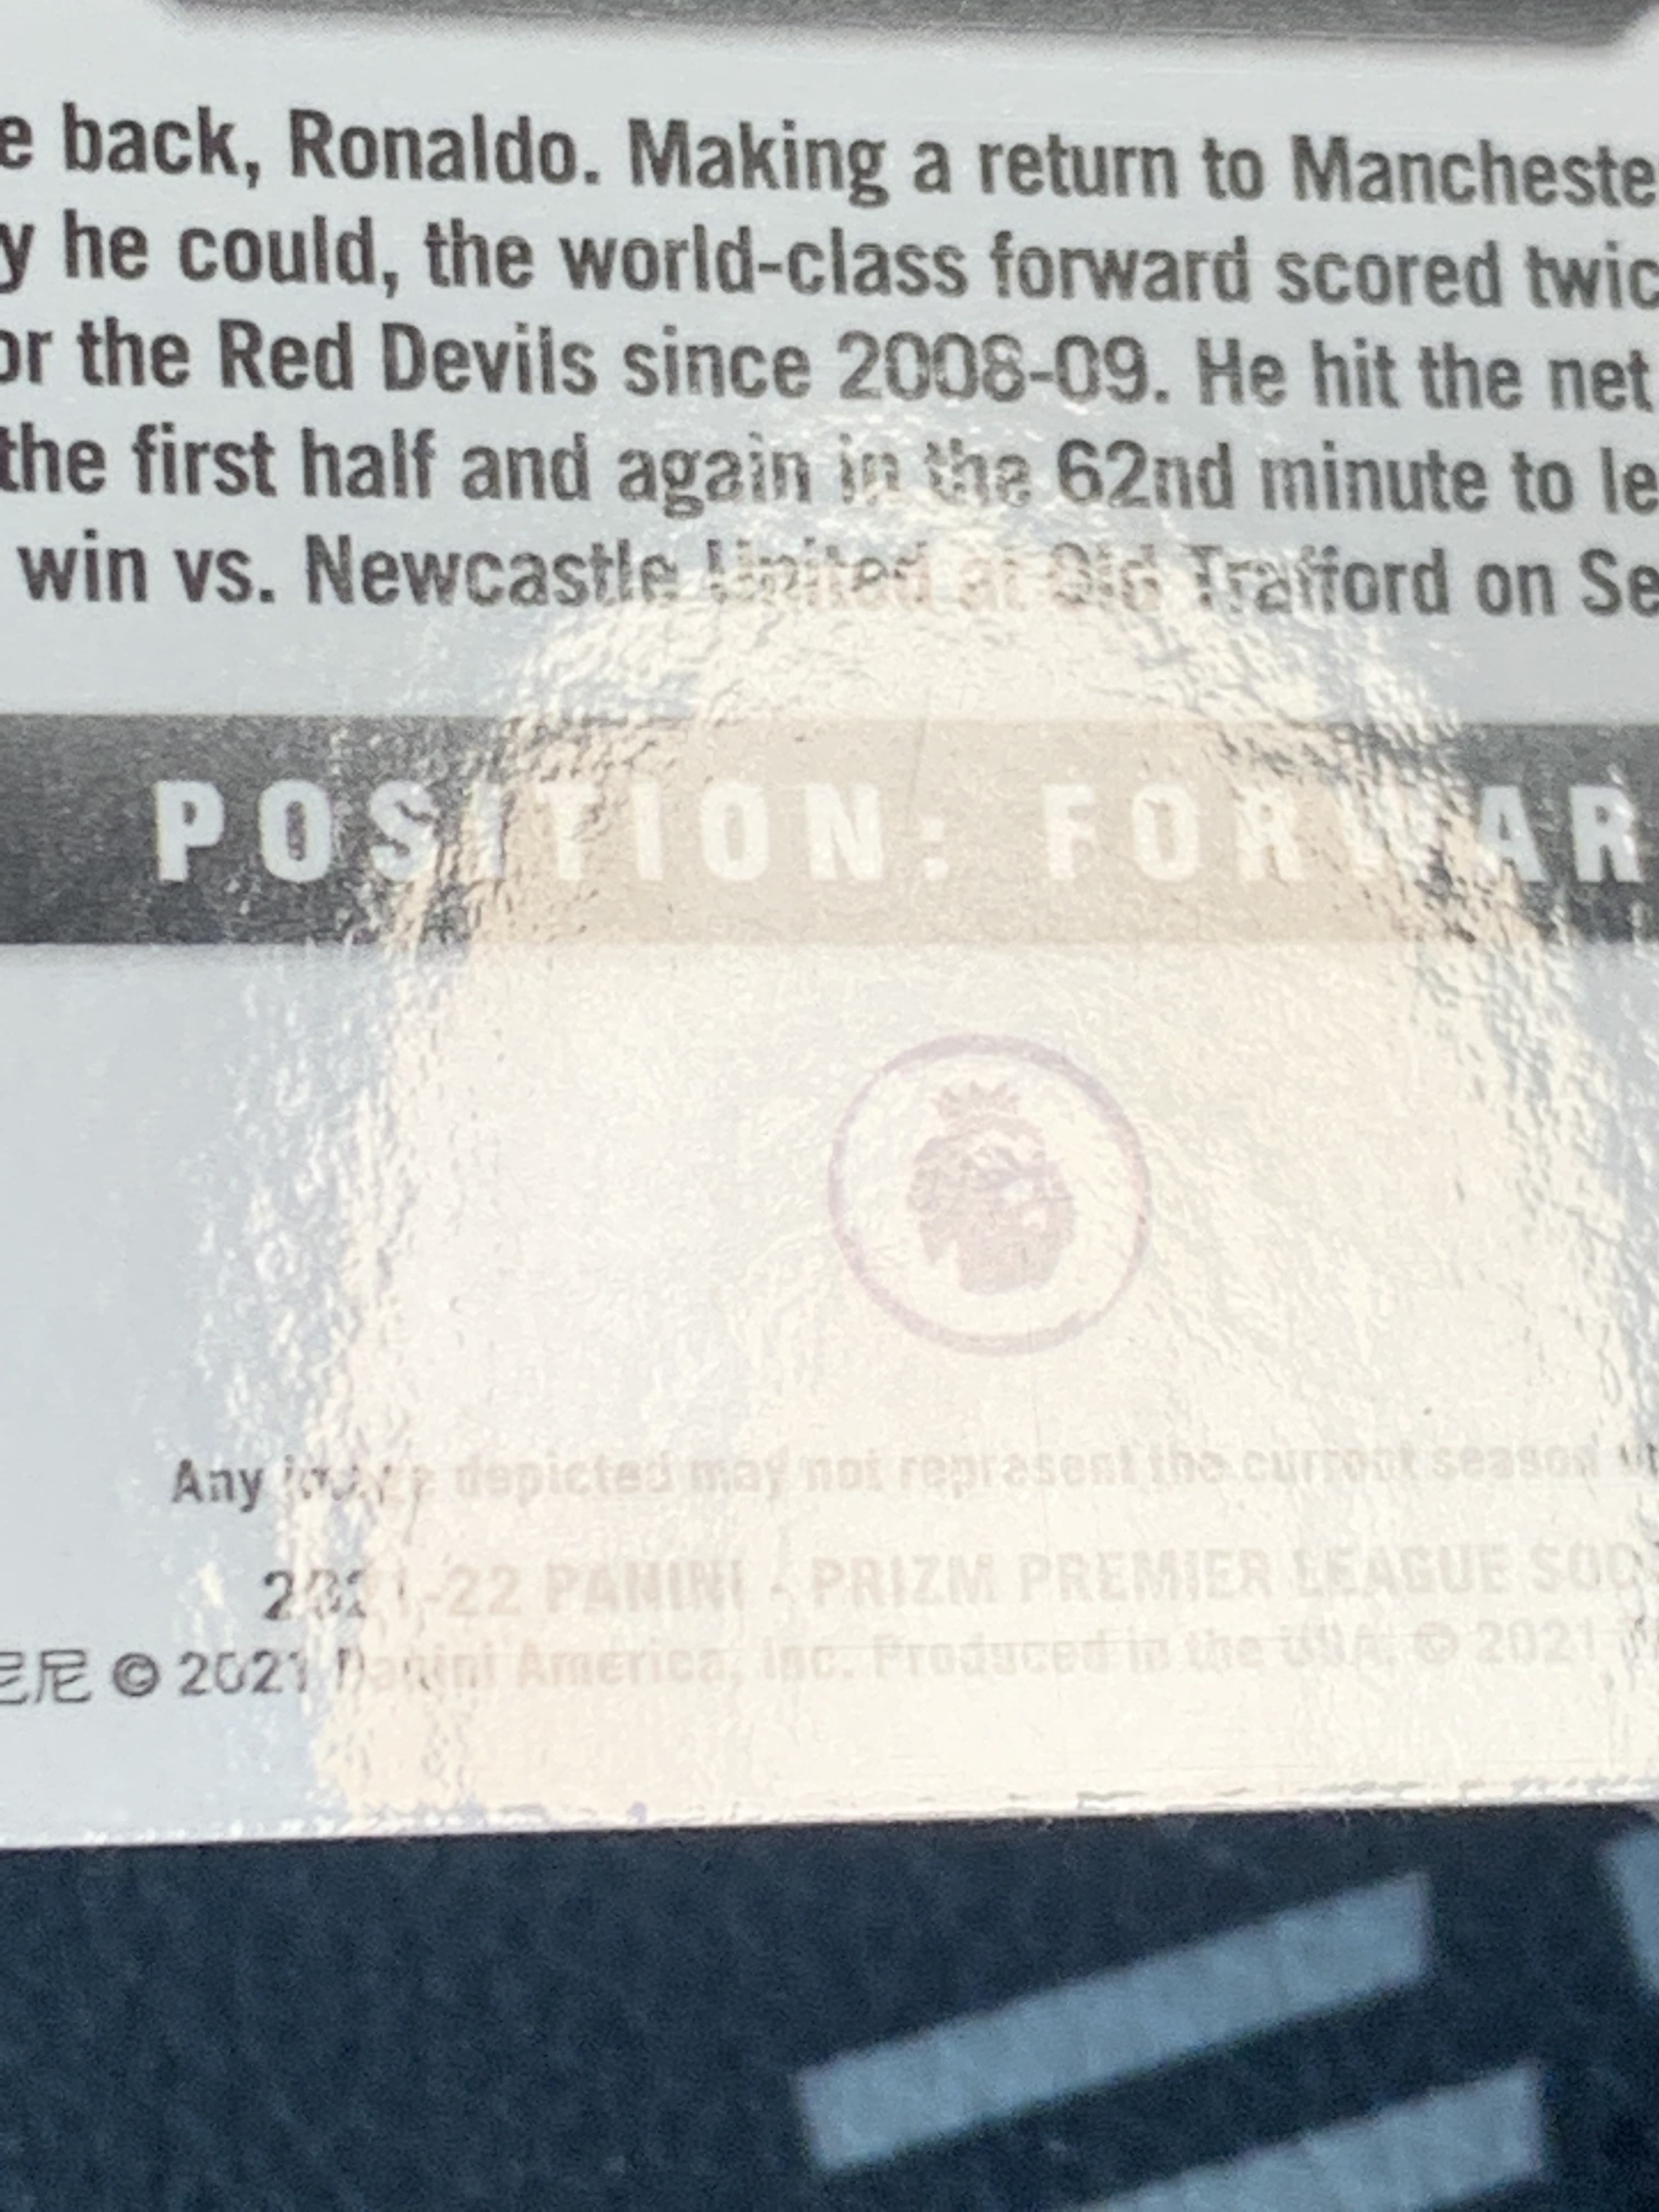 e back, Ronaldo. Making a return to Mancheste
y he could, the world-class forward scored twic
or the Red Devils since 2008-09. He hit the net
the first half and again in the 62nd minute to le
win vs. Newcastle United at Old Trafford on Se
POSITION: FORWAR
Any image depicted may not represent the current season
2021-22 PANINI - PRIZM PREMIER LEAGUE SOC
尼 © 2021 Panini America, Inc. Produced in the USA. © 2021